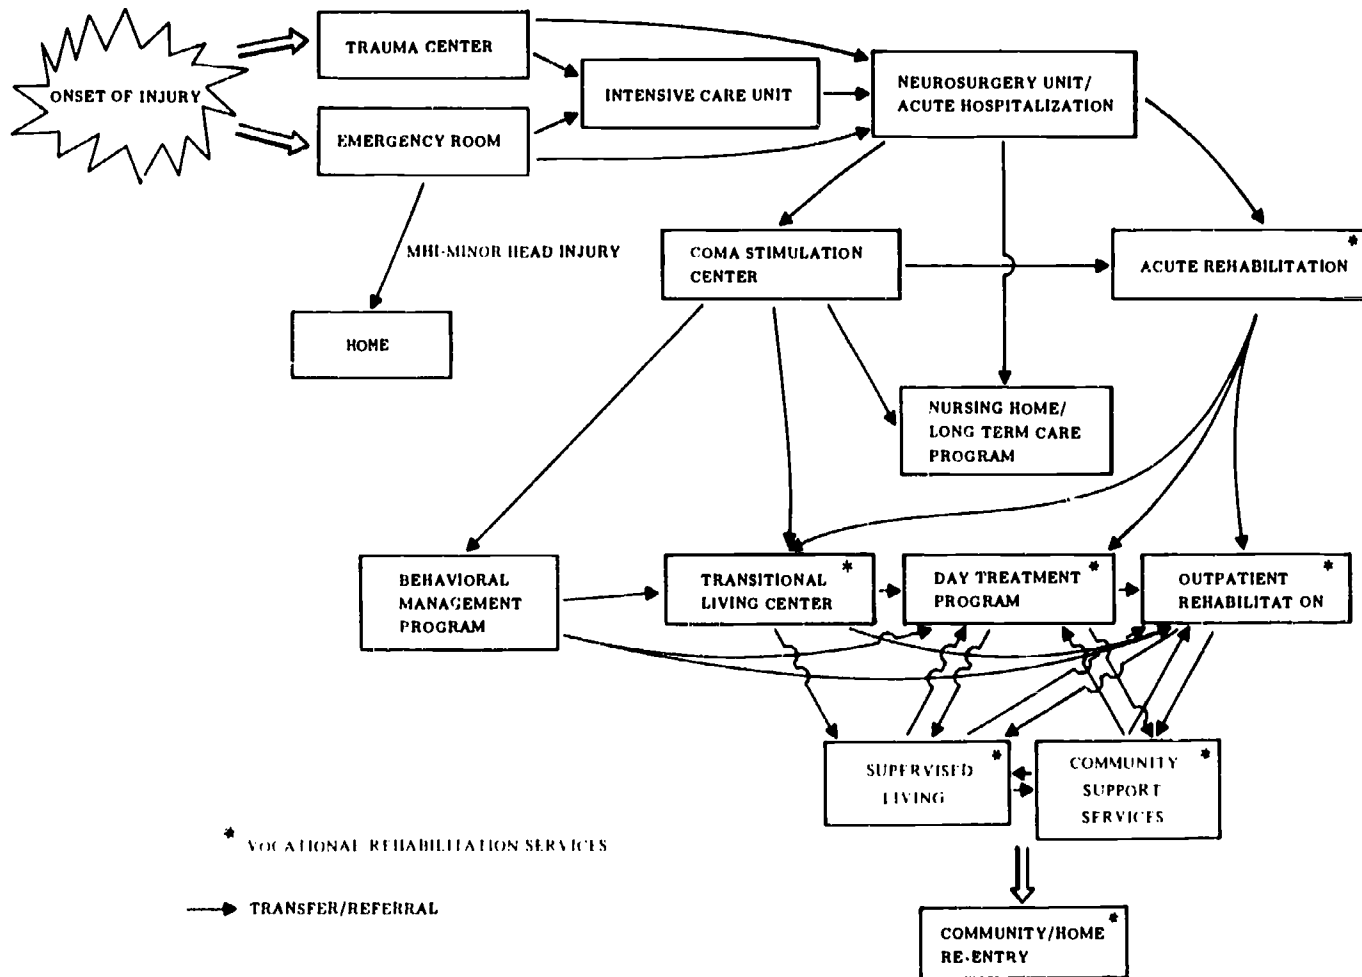 TRAUMA CENTER
ONSET OF INJURY
INTENSIVE CARE UNIT
NEUROSURGERY UNIT/
ACUTE HOSPITALIZATION
EMERGENCY ROOM
MHI-MINOR HEAD INJURY
HOME
COMA STIMULATION
CENTER
*
ACUTE REHABILITATION
NURSING HOME/
LONG TERM CARE
PROGRAM
BEHAVIORAL
MANAGEMENT
PROGRAM
TRANSITIONAL *
LIVING CENTER
DAY TREATMENT *
PROGRAM
OUTPATIENT *
REHABILITAT ON
SUPERVISED *
LIVING
COMMUNITY *
SUPPORT
SERVICES
* VOCATIONAL REHABILITATION SERVICES
TRANSFER/REFERRAL
COMMUNITY/HOME *
RE-ENTRY